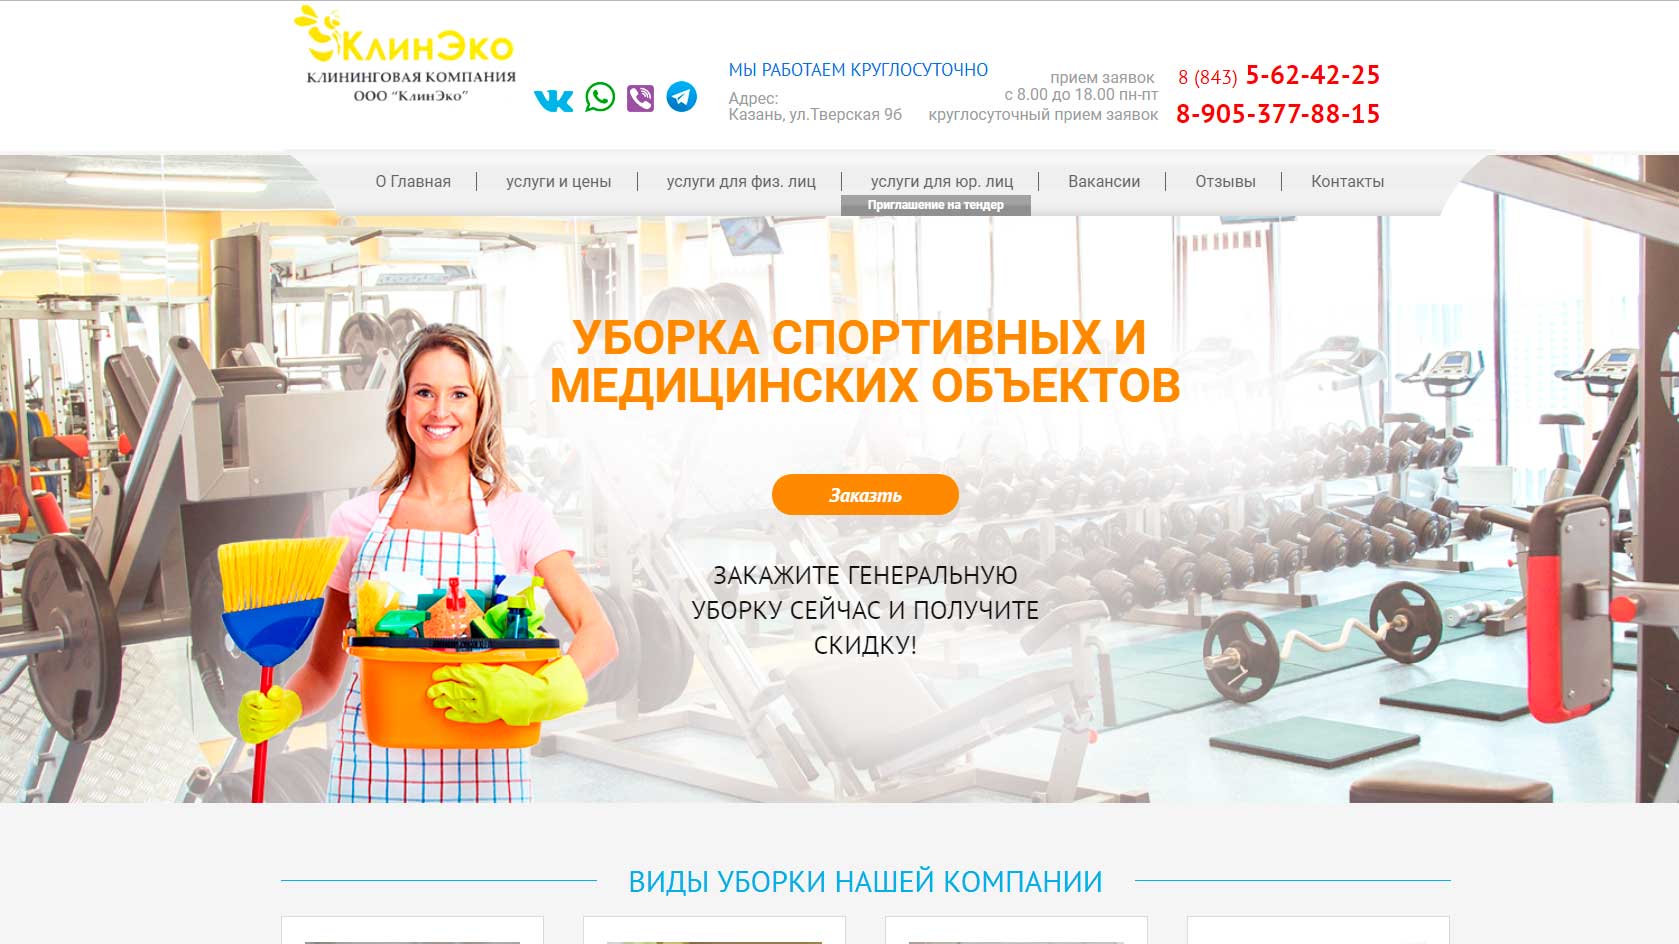 КлинЭко
КЛИНИНГОВАЯ КОМПАНИЯ
ООО “КлинЭко”
МЫ РАБОТАЕМ КРУГЛОСУТОЧНО
Адрес:
Казань, ул.Тверская 9б
прием заявок 8 (843) 5-62-42-25
с 8.00 до 18.00 пн-пт
круглосуточный прием заявок 8-905-377-88-15
О Главная услуги и цены услуги для физ. лиц услуги для юр. лиц Вакансии Отзывы Контакты
Приглашение на тендер
УБОРКА СПОРТИВНЫХ И
МЕДИЦИНСКИХ ОБЪЕКТОВ
Заказть
ЗАКАЖИТЕ ГЕНЕРАЛЬНУЮ
УБОРКУ СЕЙЧАС И ПОЛУЧИТЕ
СКИДКУ!
ВИДЫ УБОРКИ НАШЕЙ КОМПАНИИ